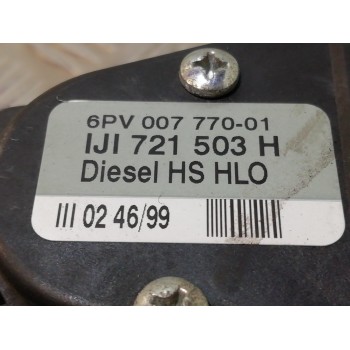 6PV 007 770-01
IJI 721 503 H
Diesel HS HLO
III 02 46/99